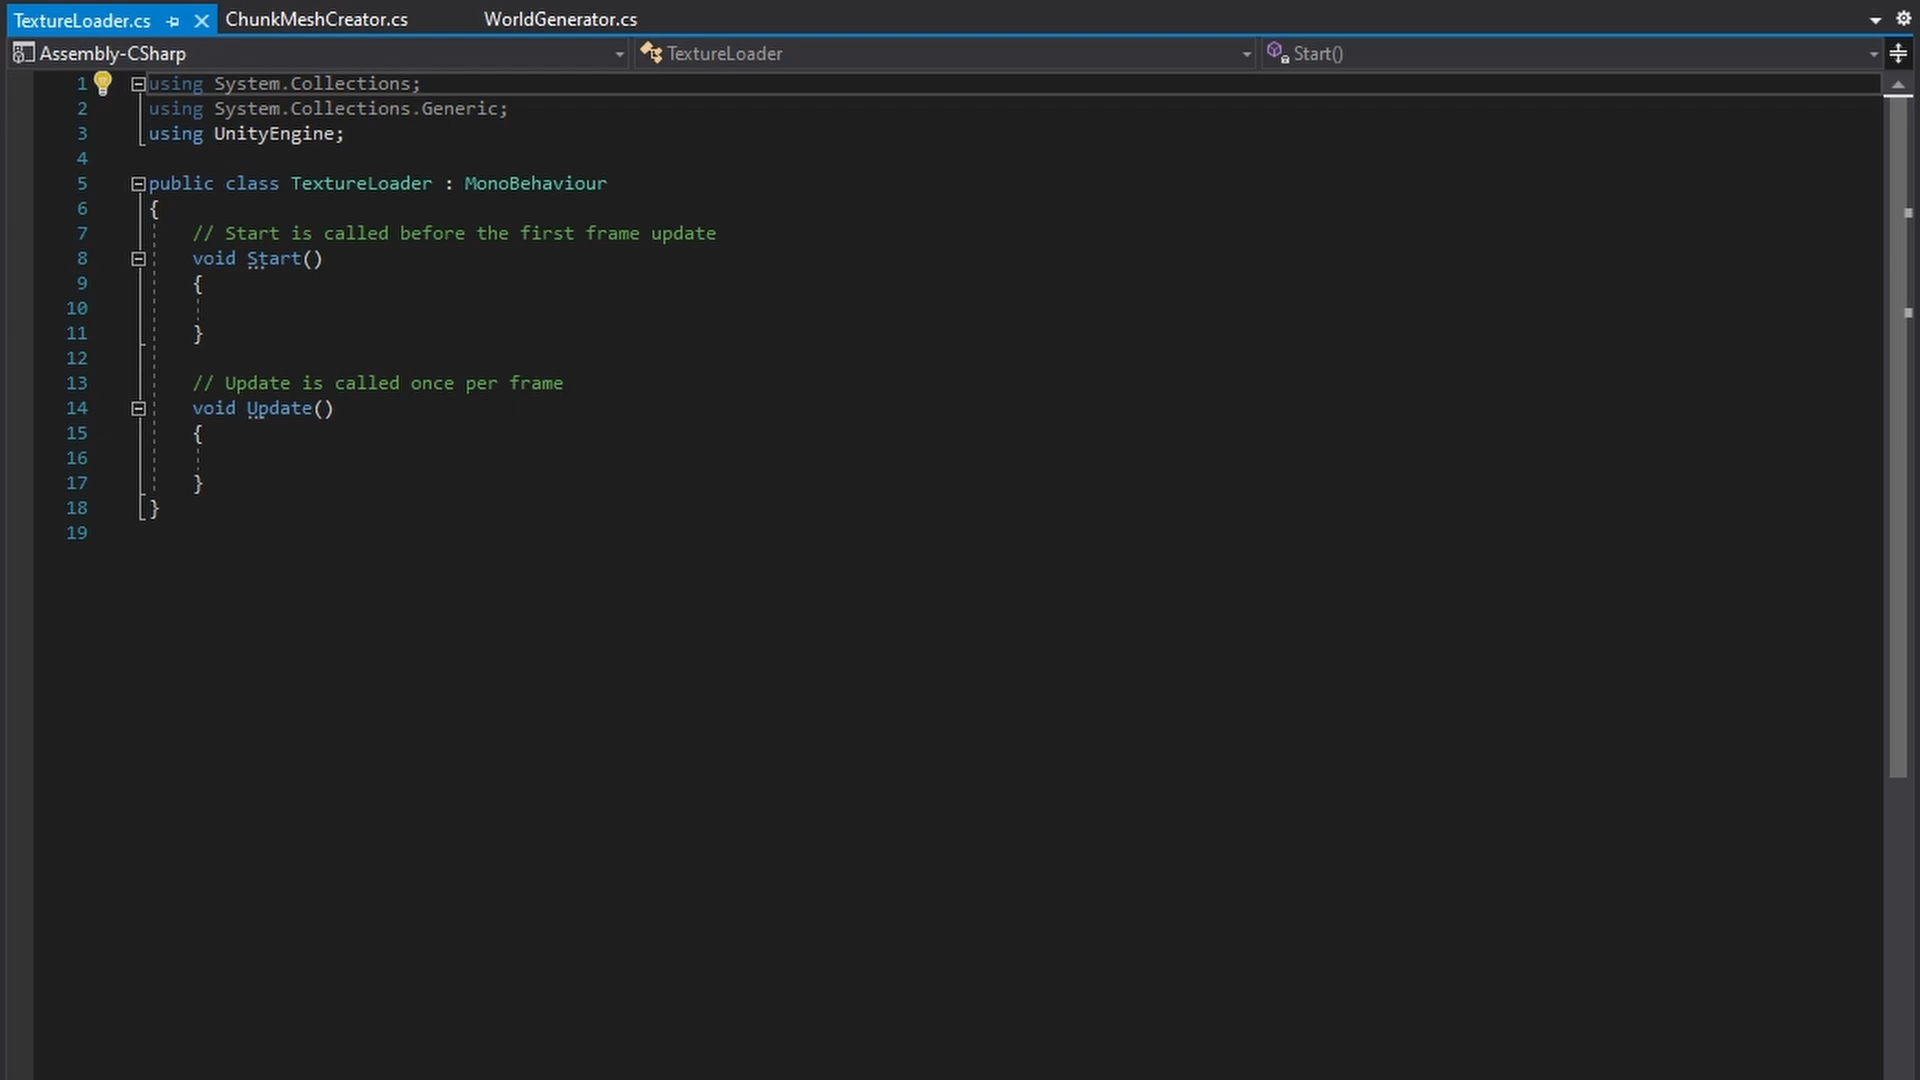 TextureLoader.cs ChunkMeshCreator.cs WorldGenerator.cs
Assembly-CSharp TextureLoader Start()
1 using System.Collections;
2 using System.Collections.Generic;
3 using UnityEngine;
4
5 public class TextureLoader : MonoBehaviour
6 {
7 // Start is called before the first frame update
8 void Start()
9 {
10
11 }
12
13 // Update is called once per frame
14 void Update()
15 {
16
17 }
18 }
19